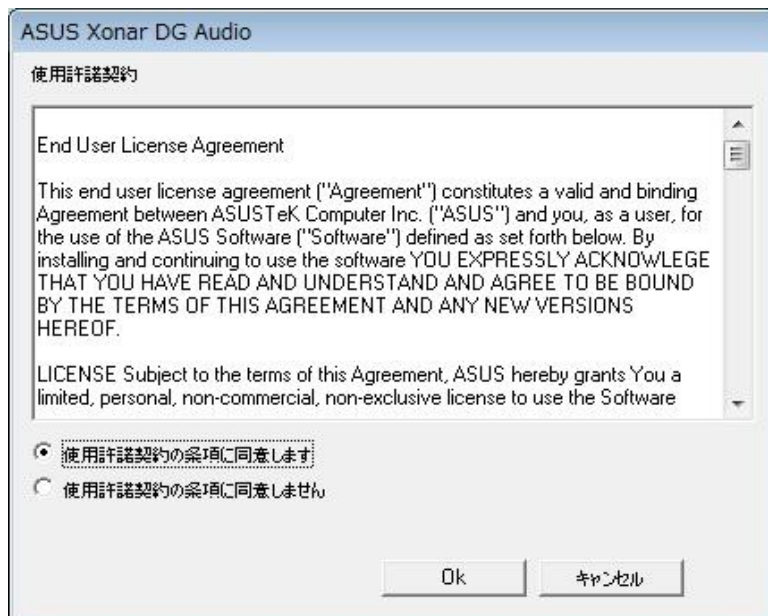 ASUS Xonar DG Audio
使用許諾契約
End User License Agreement
This end user license agreement ("Agreement") constitutes a valid and binding
Agreement between ASUSTeK Computer Inc. ("ASUS") and you, as a user, for
the use of the ASUS Software ("Software") defined as set forth below. By
installing and continuing to use the software YOU EXPRESSLY ACKNOWLEGE
THAT YOU HAVE READ AND UNDERSTAND AND AGREE TO BE BOUND
BY THE TERMS OF THIS AGREEMENT AND ANY NEW VERSIONS
HEREOF.
LICENSE Subject to the terms of this Agreement, ASUS hereby grants You a
limited, personal, non-commercial, non-exclusive license to use the Software
使用許諾契約の条項に同意します
使用許諾契約の条項に同意しません
Ok
キャンセル